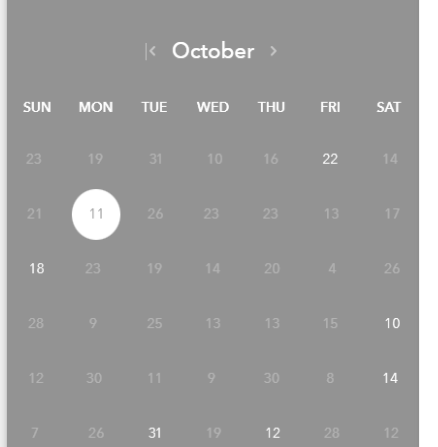 |‹ October ›
SUN MON TUE WED THU FRI SAT
23 19 31 10 16 22 14
21 11 26 23 23 13 17
18 23 19 14 20 4 26
28 9 25 13 13 15 10
12 30 11 9 30 8 14
7 26 31 19 12 28 12